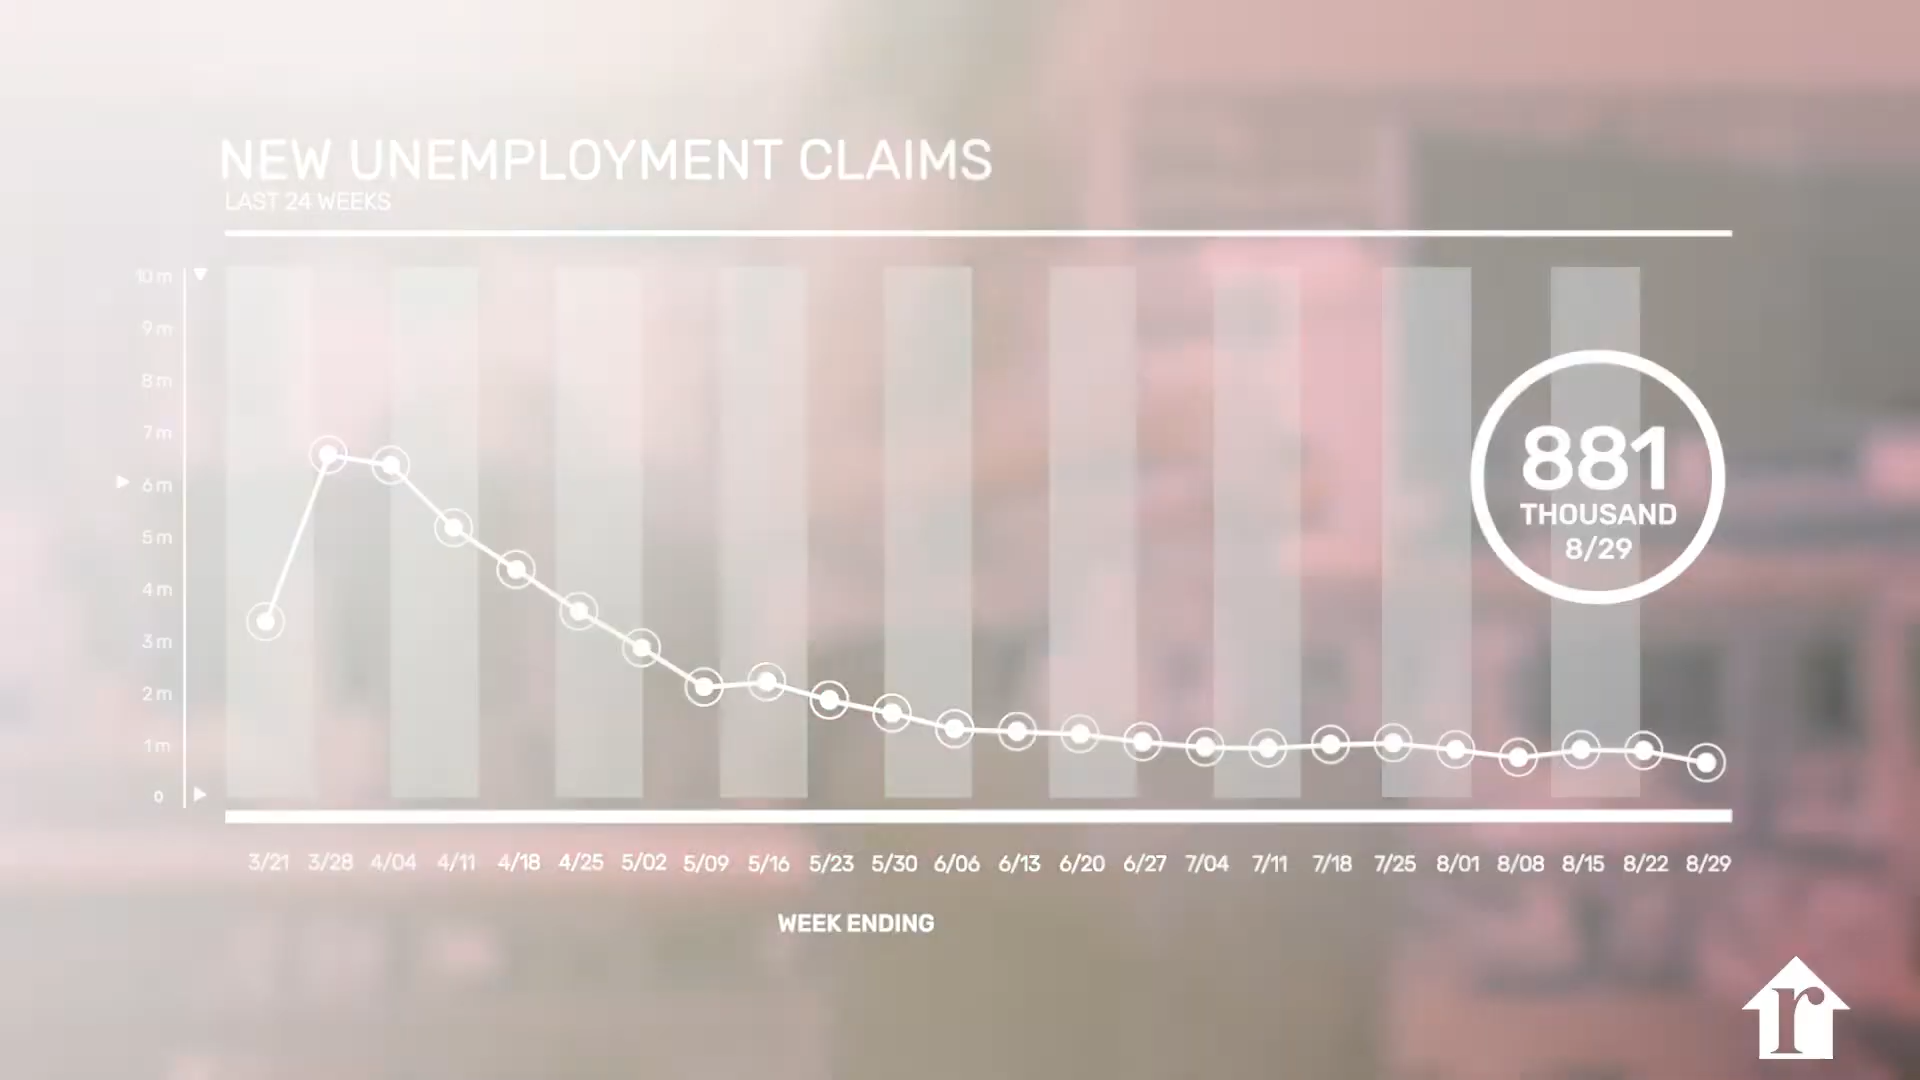 NEW UNEMPLOYMENT CLAIMS
LAST 24 WEEKS
10 m
9 m
8 m
7 m
6 m
5 m
4 m
3 m
2 m
1 m
0
881
THOUSAND
8/29
3/21 3/28 4/04 4/11 4/18 4/25 5/02 5/09 5/16 5/23 5/30 6/06 6/13 6/20 6/27 7/04 7/11 7/18 7/25 8/01 8/08 8/15 8/22 8/29
WEEK ENDING
r